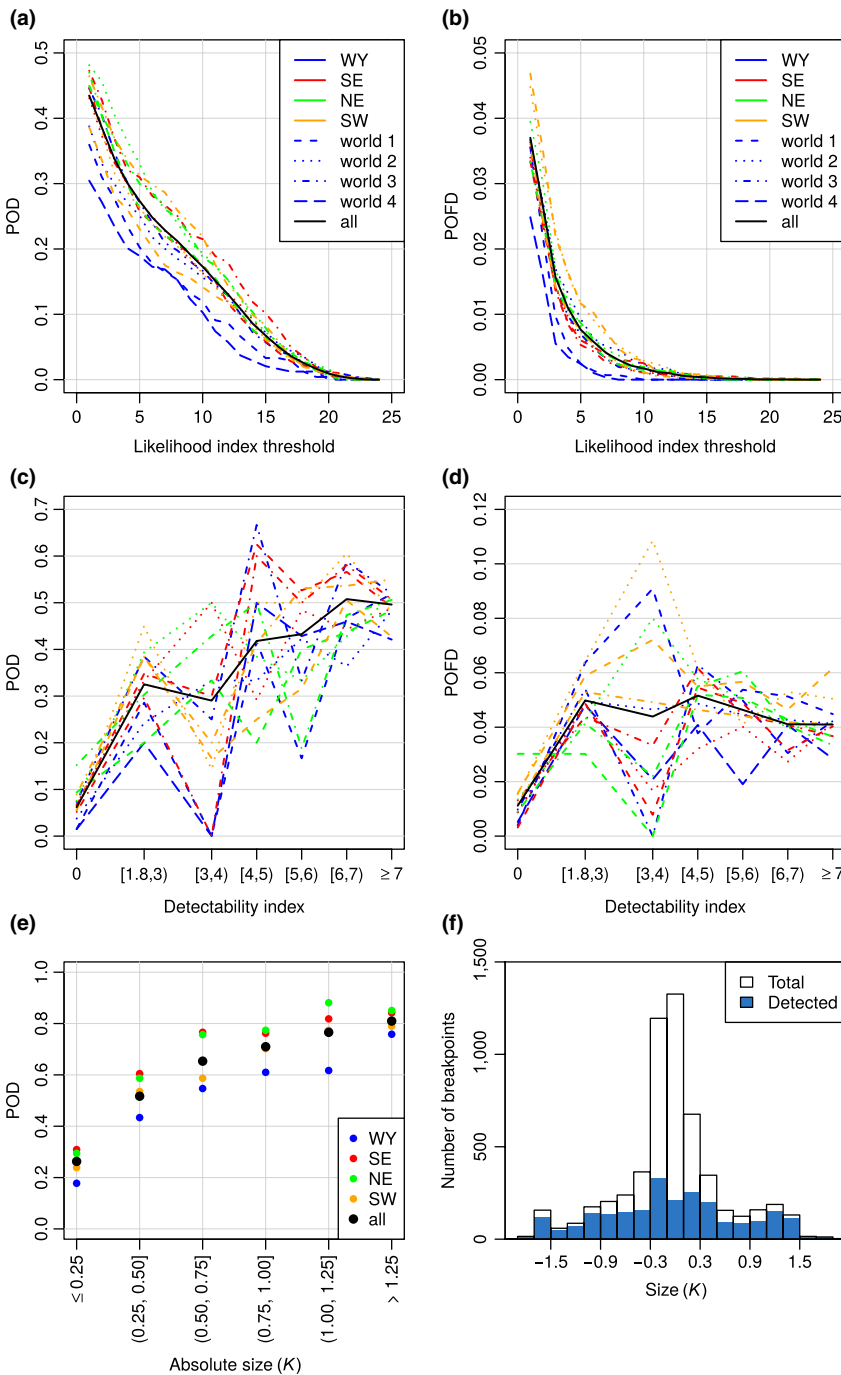 (a)
0.5
0.4
0.3
0.2
0.1
0.0
POD
WY
SE
NE
SW
world 1
world 2
world 3
world 4
all
0 5 10 15 20 25
Likelihood index threshold
(b)
0.05
0.04
0.03
0.02
0.01
0.00
POFD
WY
SE
NE
SW
world 1
world 2
world 3
world 4
all
0 5 10 15 20 25
Likelihood index threshold
(c)
0.7
0.6
0.5
0.4
0.3
0.2
0.1
0.0
POD
0 [1.8,3) [3,4) [4,5) [5,6) [6,7) ≥ 7
Detectability index
(d)
0.12
0.10
0.08
0.06
0.04
0.02
0.00
POFD
0 [1.8,3) [3,4) [4,5) [5,6) [6,7) ≥ 7
Detectability index
(e)
1.0
0.8
0.6
0.4
0.2
0.0
POD
WY
SE
NE
SW
all
≤ 0.25
(0.25, 0.50]
(0.50, 0.75]
(0.75, 1.00]
(1.00, 1.25]
> 1.25
Absolute size (K)
(f)
1,500
1,000
500
0
Number of breakpoints
Total
Detected
−1.5 −0.9 −0.3 0.3 0.9 1.5
Size (K)